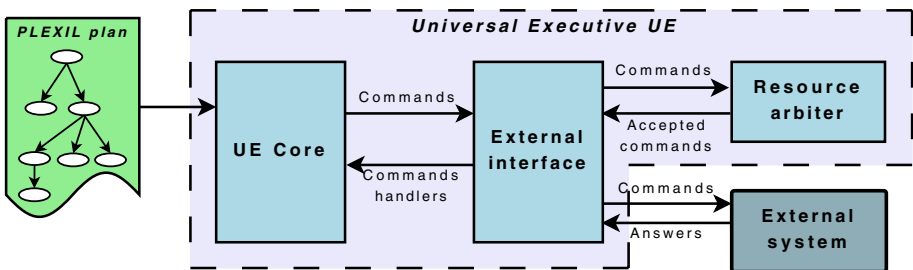 PLEXIL plan
Universal Executive UE
UE Core
Commands
Commands
handlers
External
interface
Commands
Accepted
commands
Resource
arbiter
Commands
Answers
External
system